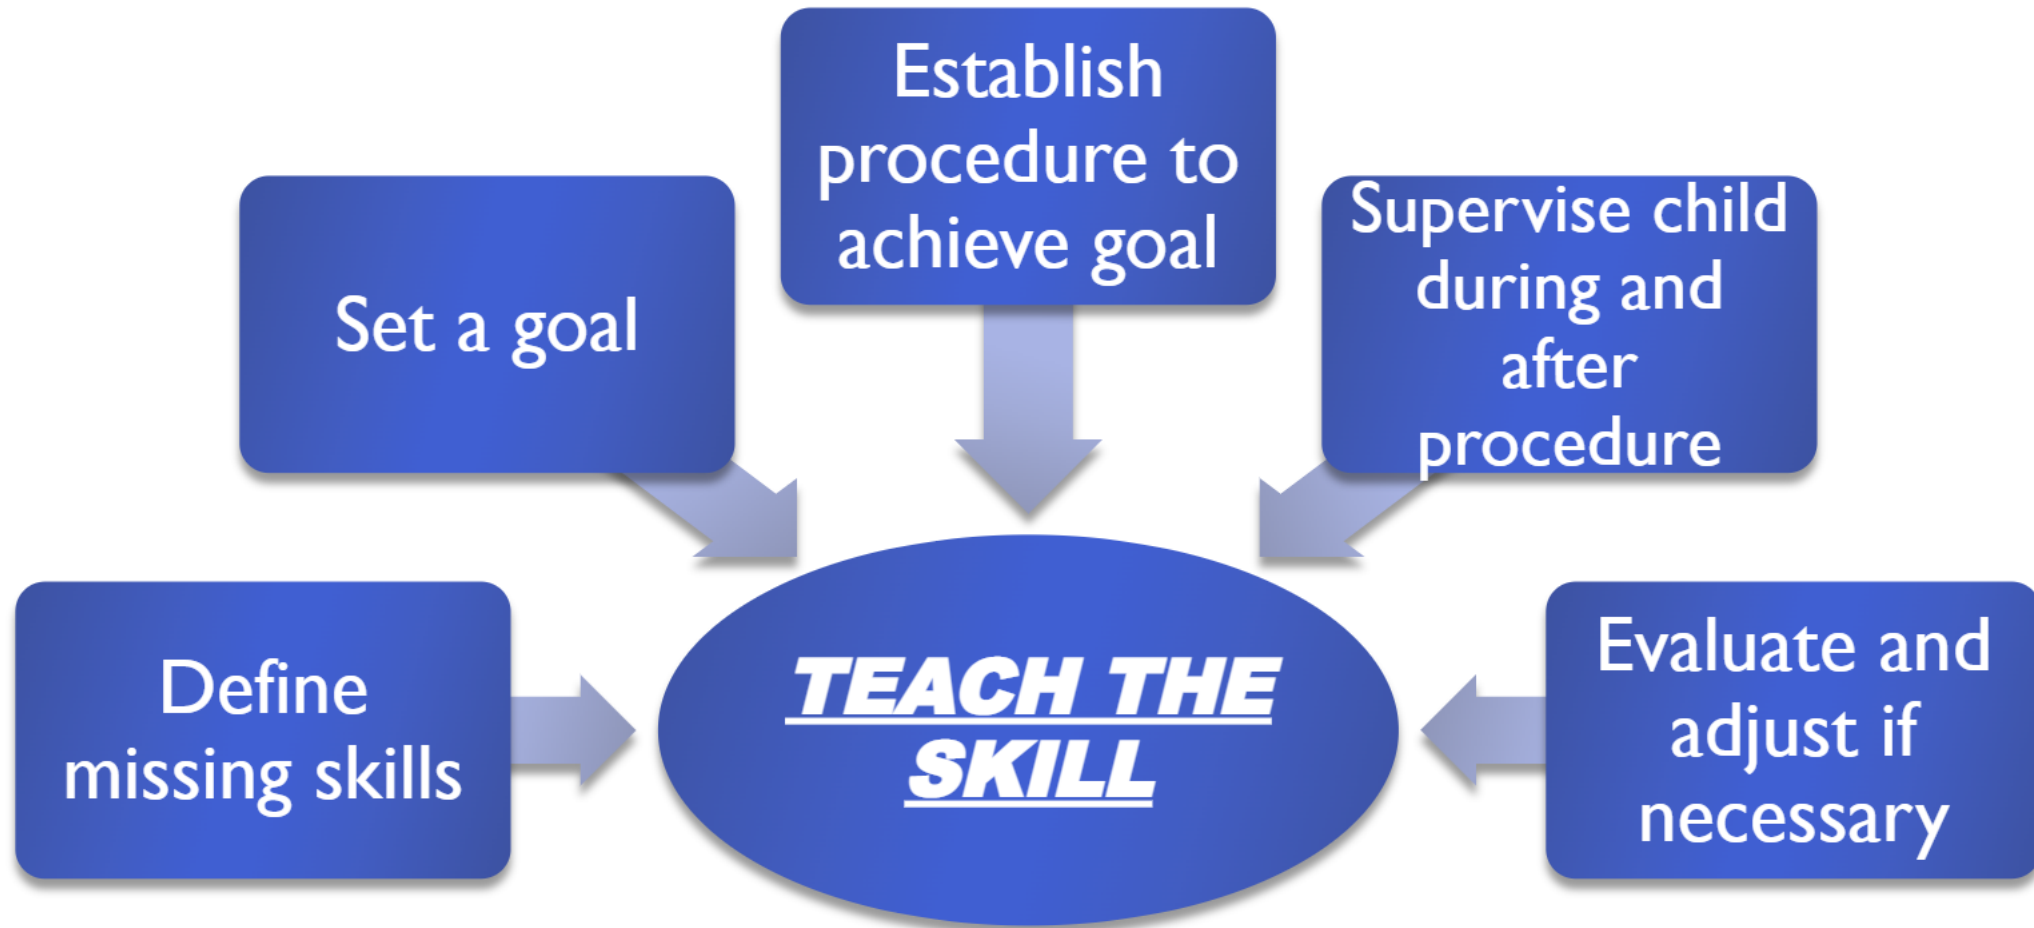 Define
missing skills
Set a goal
Establish
procedure to
achieve goal
Supervise child
during and
after
procedure
Evaluate and
adjust if
necessary
TEACH THE
SKILL